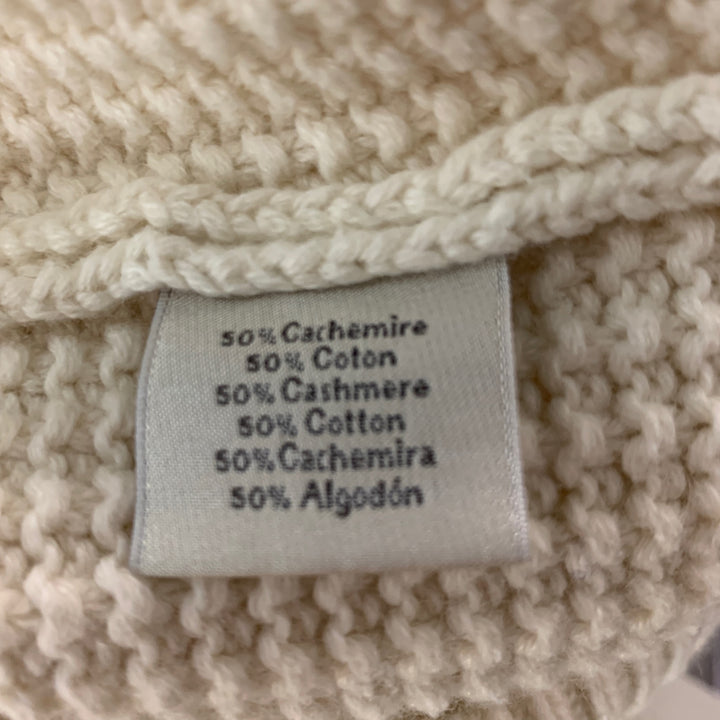 50% Cachemire
50% Coton
50% Cashmere
50% Cotton
50% Cachemira
50% Algodón